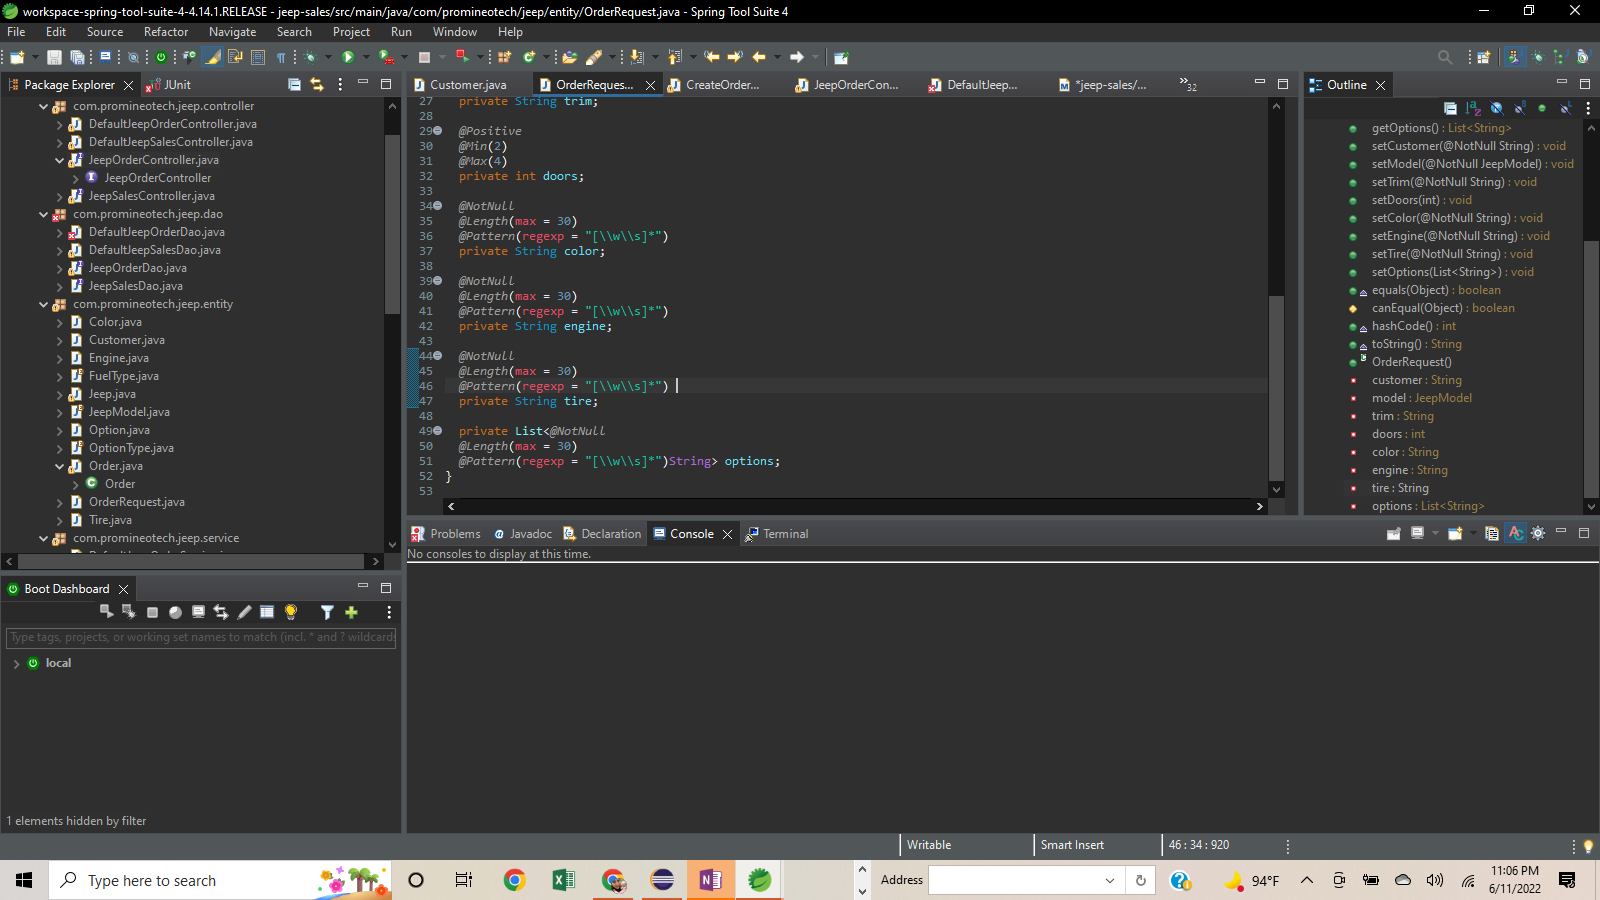 workspace-spring-tool-suite-4-4.14.1.RELEASE - jeep-sales/src/main/java/com/promineotech/jeep/entity/OrderRequest.java - Spring Tool Suite 4
File Edit Source Refactor Navigate Search Project Run Window Help
Package Explorer JUnit
com.promineotech.jeep.controller
DefaultJeepOrderController.java
DefaultJeepSalesController.java
JeepOrderController.java
JeepOrderController
JeepSalesController.java
com.promineotech.jeep.dao
DefaultJeepOrderDao.java
DefaultJeepSalesDao.java
JeepOrderDao.java
JeepSalesDao.java
com.promineotech.jeep.entity
Color.java
Customer.java
Engine.java
FuelType.java
Jeep.java
JeepModel.java
Option.java
OptionType.java
Order.java
Order
OrderRequest.java
Tire.java
com.promineotech.jeep.service
Customer.java OrderReques... CreateOrder... JeepOrderCon... DefaultJeep... *jeep-sales/... »32
27 private String trim;
28
29 @Positive
30 @Min(2)
31 @Max(4)
32 private int doors;
33
34 @NotNull
35 @Length(max = 30)
36 @Pattern(regexp = "[\\w\\s]*")
37 private String color;
38
39 @NotNull
40 @Length(max = 30)
41 @Pattern(regexp = "[\\w\\s]*")
42 private String engine;
43
44 @NotNull
45 @Length(max = 30)
46 @Pattern(regexp = "[\\w\\s]*")
47 private String tire;
48
49 private List<@NotNull
50 @Length(max = 30)
51 @Pattern(regexp = "[\\w\\s]*")String> options;
52 }
53
Outline
getOptions() : List<String>
setCustomer(@NotNull String) : void
setModel(@NotNull JeepModel) : void
setTrim(@NotNull String) : void
setDoors(int) : void
setColor(@NotNull String) : void
setEngine(@NotNull String) : void
setTire(@NotNull String) : void
setOptions(List<String>) : void
equals(Object) : boolean
canEqual(Object) : boolean
hashCode() : int
toString() : String
OrderRequest()
customer : String
model : JeepModel
trim : String
doors : int
color : String
engine : String
tire : String
options : List<String>
Problems Javadoc Declaration Console Terminal
No consoles to display at this time.
Boot Dashboard
Type tags, projects, or working set names to match (incl. * and ? wildcards
local
1 elements hidden by filter
Writable Smart Insert 46 : 34 : 920
Type here to search
Address
94°F
11:06 PM
6/11/2022